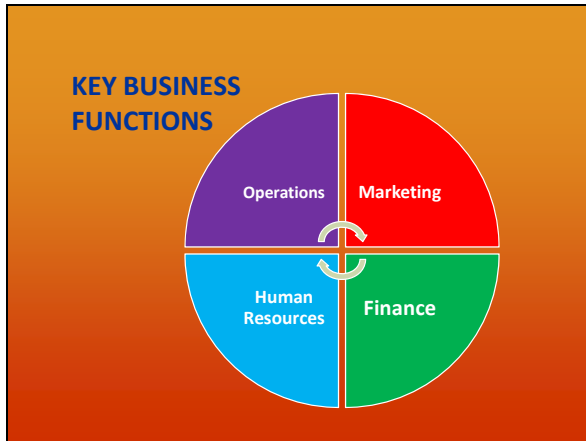 KEY BUSINESS
FUNCTIONS
Operations
Marketing
Human
Resources
Finance